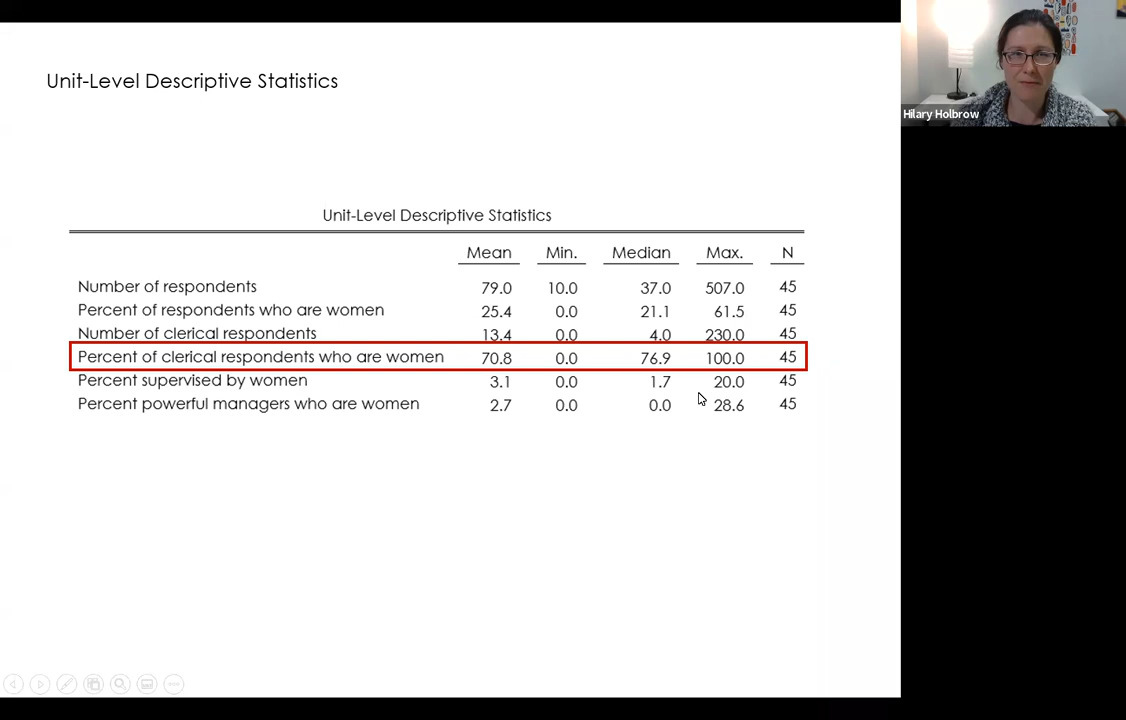 Unit-Level Descriptive Statistics
Hilary Holbrow
Unit-Level Descriptive Statistics
Mean Min. Median Max. N
Number of respondents 79.0 10.0 37.0 507.0 45
Percent of respondents who are women 25.4 0.0 21.1 61.5 45
Number of clerical respondents 13.4 0.0 4.0 230.0 45
Percent of clerical respondents who are women 70.8 0.0 76.9 100.0 45
Percent supervised by women 3.1 0.0 1.7 20.0 45
Percent powerful managers who are women 2.7 0.0 0.0 28.6 45